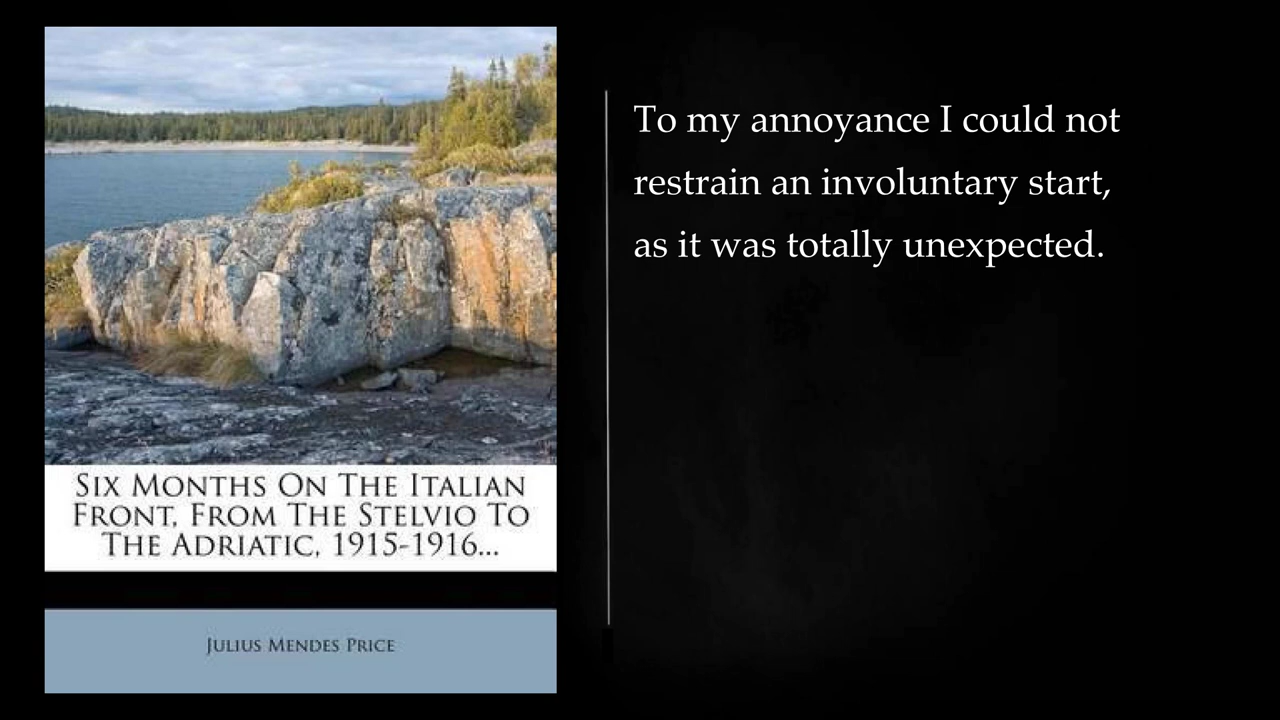 Six Months On The Italian
Front, From The Stelvio To
The Adriatic, 1915-1916...
Julius Mendes Price
To my annoyance I could not
restrain an involuntary start,
as it was totally unexpected.